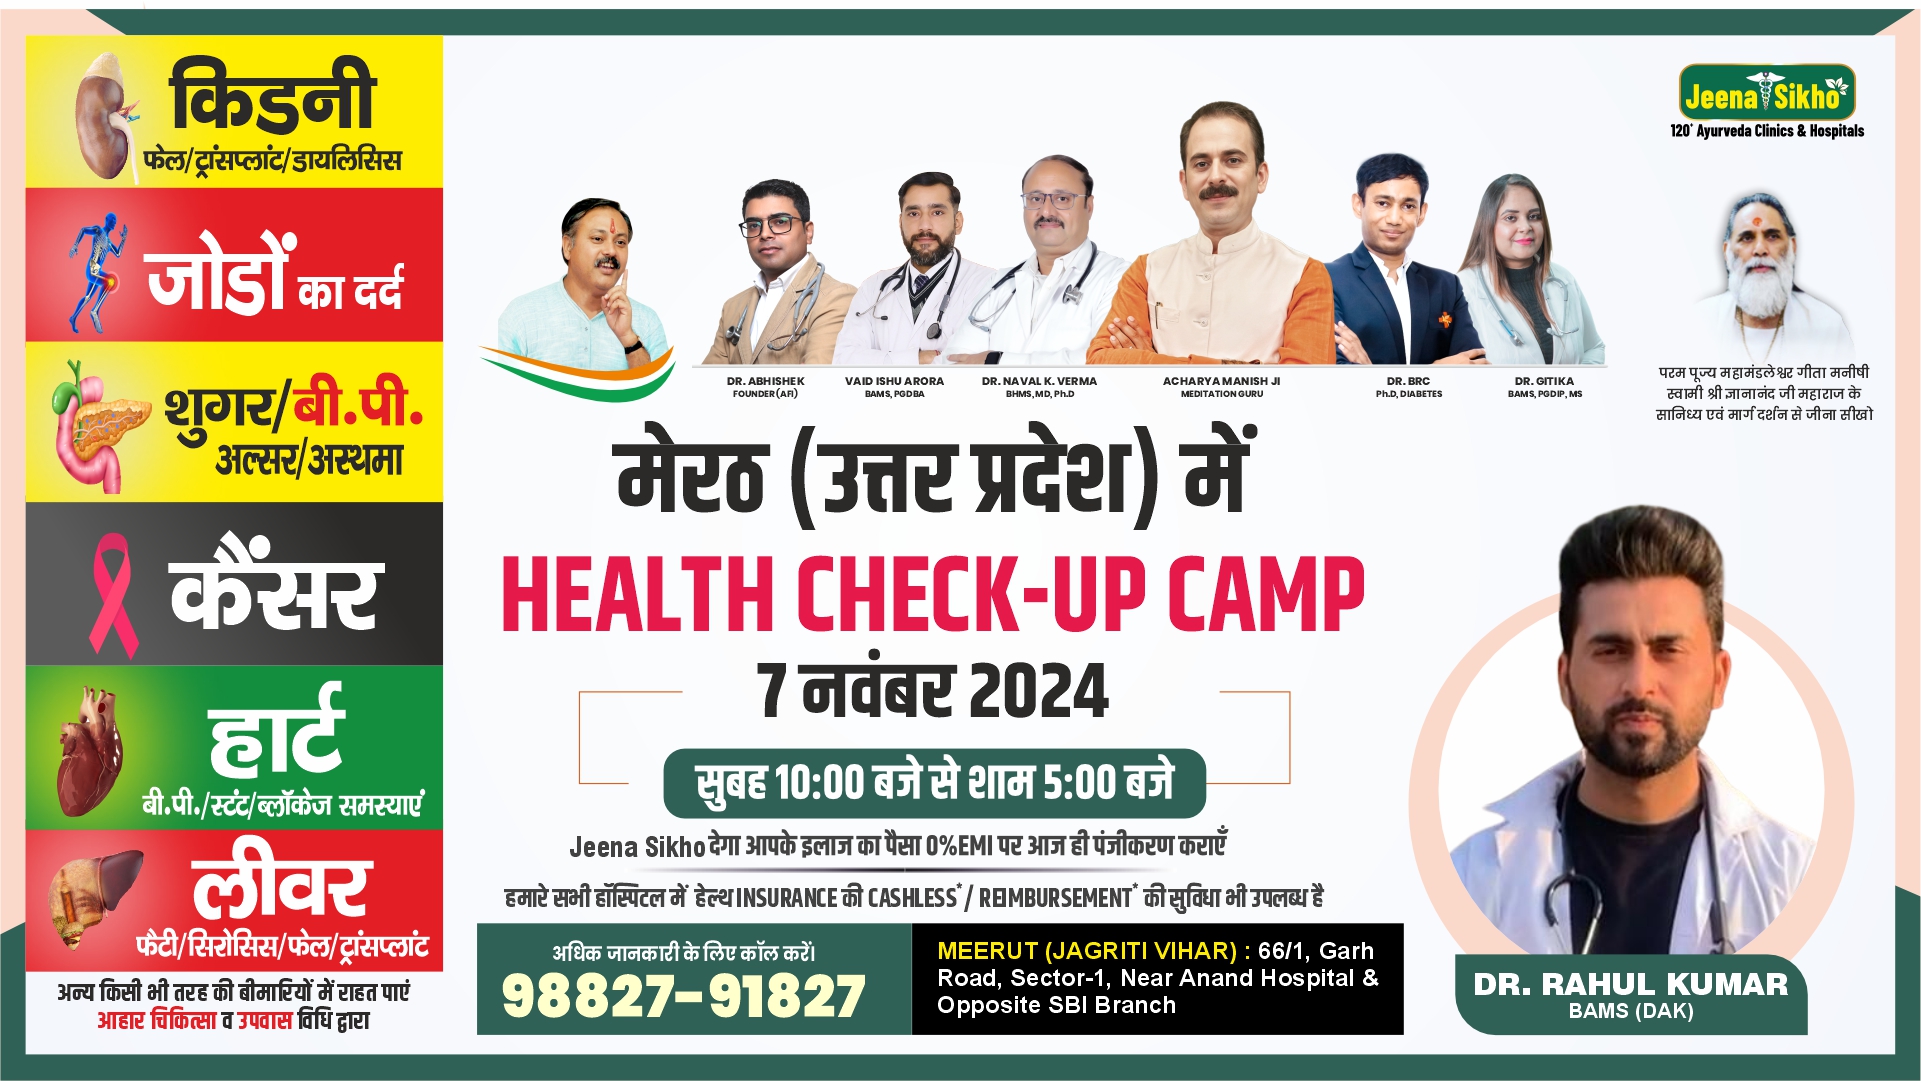 किडनी
फेल/ट्रांसप्लांट/डायलिसिस
जोडों का दर्द
शुगर/बी.पी.
अल्सर/अस्थमा
कैंसर
हार्ट
बी.पी./स्टंट/ब्लॉकेज समस्याएं
लीवर
फैटी/सिरोसिस/फेल/ट्रांसप्लांट
अन्य किसी भी तरह की बीमारियों में राहत पाएं
आहार चिकित्सा व उपवास विधि द्वारा
Jeena Sikho
120+ Ayurveda Clinics & Hospitals
DR. ABHISHEK
FOUNDER (AFI)
VAID ISHU ARORA
BAMS, PGDBA
DR. NAVAL K. VERMA
BHMS, MD, Ph.D
ACHARYA MANISH JI
MEDITATION GURU
DR. BRC
Ph.D, DIABETES
DR. GITIKA
BAMS, PGDIP, MS
परम पूज्य महामंडलेश्वर गीता मनीषी
स्वामी श्री ज्ञानानंद जी महाराज के
सानिध्य एवं मार्ग दर्शन से जीना सीखो
मेरठ (उत्तर प्रदेश) में
HEALTH CHECK-UP CAMP
7 नवंबर 2024
सुबह 10:00 बजे से शाम 5:00 बजे
Jeena Sikho देगा आपके इलाज का पैसा 0% EMI पर आज ही पंजीकरण कराएँ
हमारे सभी हॉस्पिटल में हेल्थ INSURANCE की CASHLESS* / REIMBURSEMENT* की सुविधा भी उपलब्ध है
अधिक जानकारी के लिए कॉल करें।
98827-91827
MEERUT (JAGRITI VIHAR) : 66/1, Garh
Road, Sector-1, Near Anand Hospital &
Opposite SBI Branch
DR. RAHUL KUMAR
BAMS (DAK)